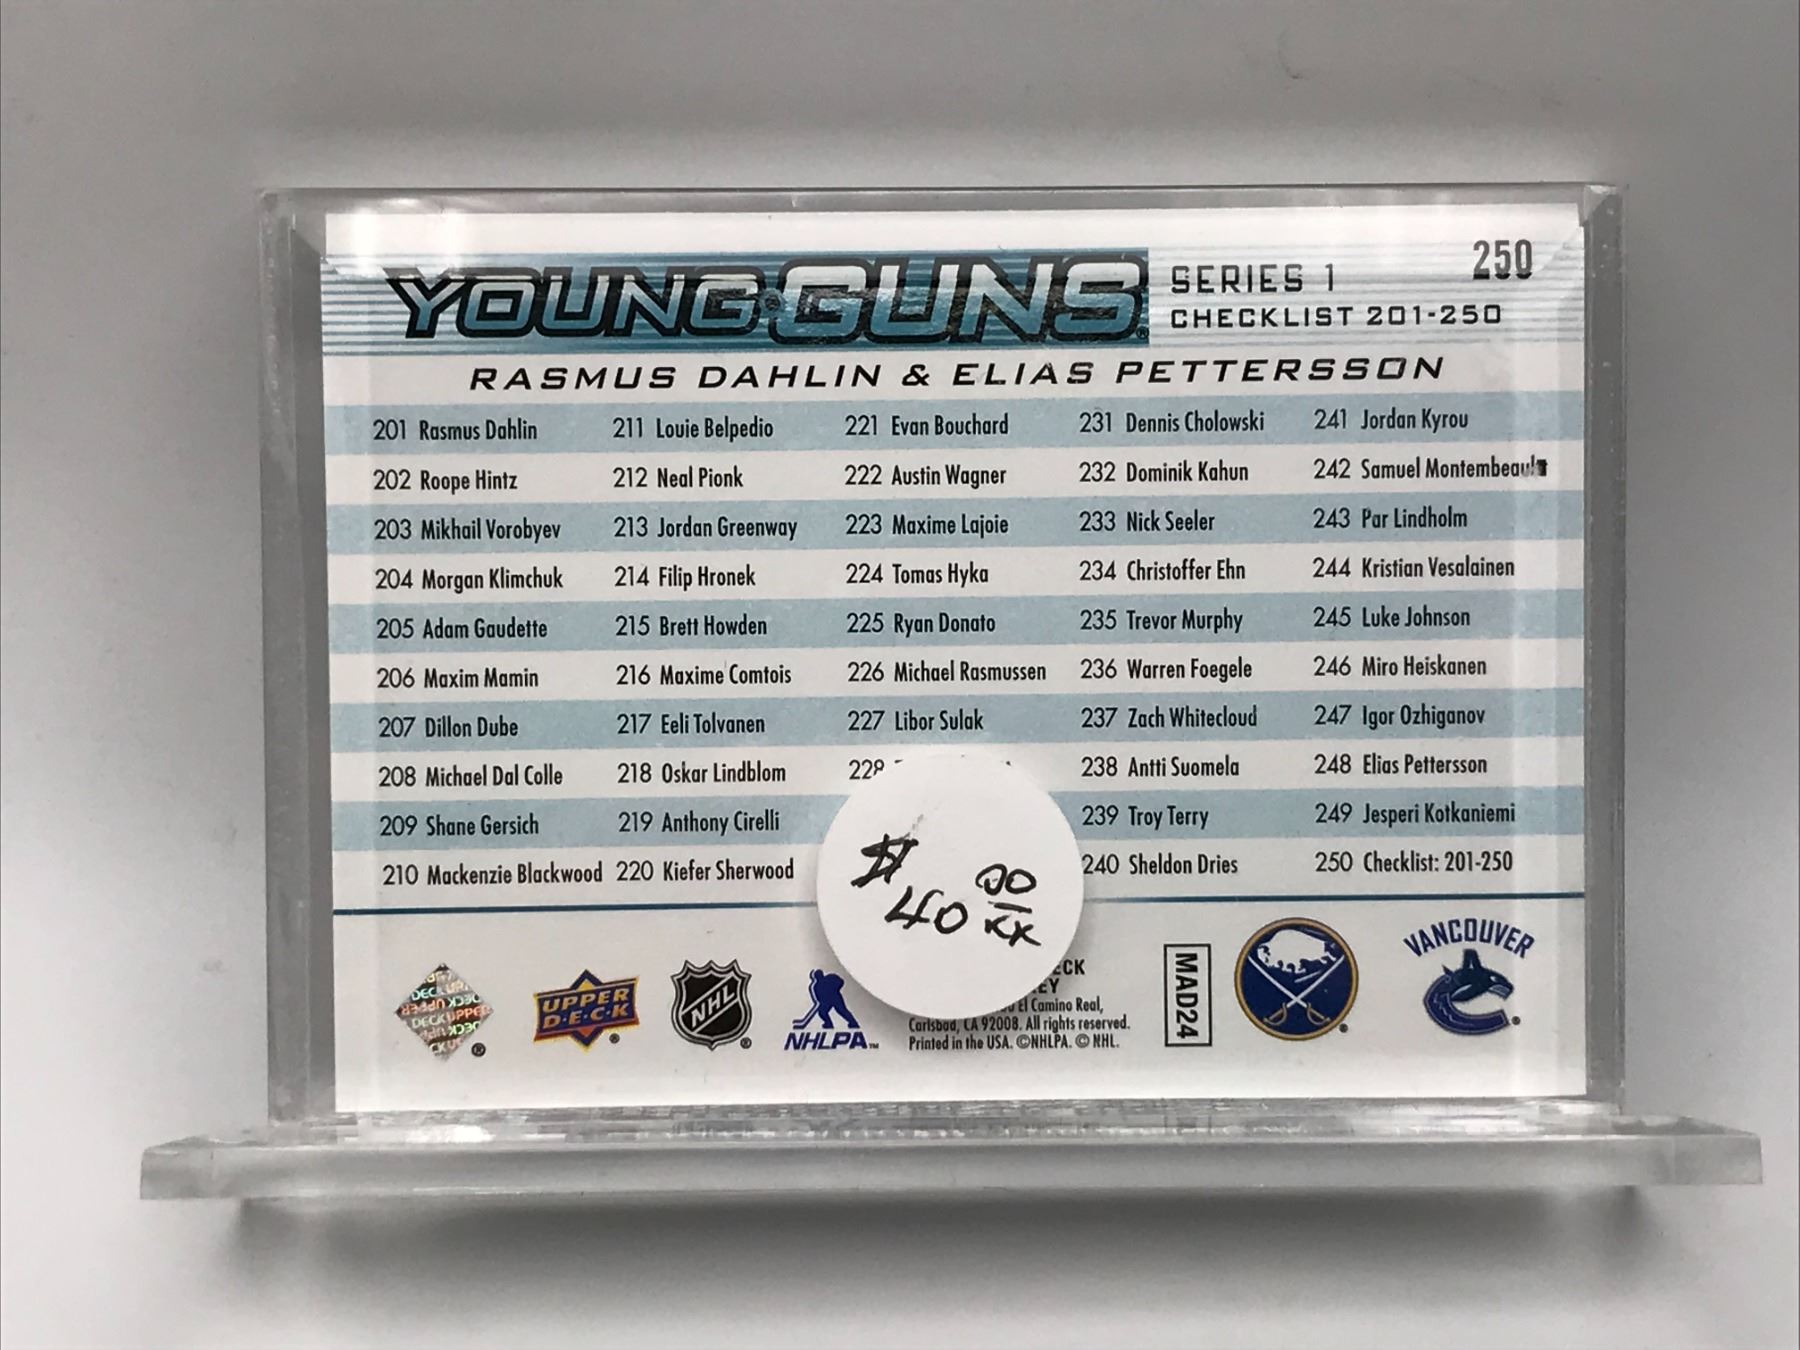 YOUNG GUNS
SERIES 1
CHECKLIST 201-250
250
RASMUS DAHLIN & ELIAS PETTERSSON
201 Rasmus Dahlin
202 Roope Hintz
203 Mikhail Vorobyev
204 Morgan Klimchuk
205 Adam Gaudette
206 Maxim Mamin
207 Dillon Dube
208 Michael Dal Colle
209 Shane Gersich
210 Mackenzie Blackwood
211 Louie Belpedio
212 Neal Pionk
213 Jordan Greenway
214 Filip Hronek
215 Brett Howden
216 Maxime Comtois
217 Eeli Tolvanen
218 Oskar Lindblom
219 Anthony Cirelli
220 Kiefer Sherwood
221 Evan Bouchard
222 Austin Wagner
223 Maxime Lajoie
224 Tomas Hyka
225 Ryan Donato
226 Michael Rasmussen
227 Libor Sulak
231 Dennis Cholowski
232 Dominik Kahun
233 Nick Seeler
234 Christoffer Ehn
235 Trevor Murphy
236 Warren Foegele
237 Zach Whitecloud
238 Antti Suomela
239 Troy Terry
240 Sheldon Dries
241 Jordan Kyrou
242 Samuel Montembeault
243 Par Lindholm
244 Kristian Vesalainen
245 Luke Johnson
246 Miro Heiskanen
247 Igor Ozhiganov
248 Elias Pettersson
249 Jesperi Kotkaniemi
250 Checklist: 201-250
$40 00/xx
UPPER DECK
NHL
NHLPA™
El Camino Real,
Carlsbad, CA 92008. All rights reserved.
Printed in the USA. ©NHLPA. © NHL.
MAD24
VANCOUVER